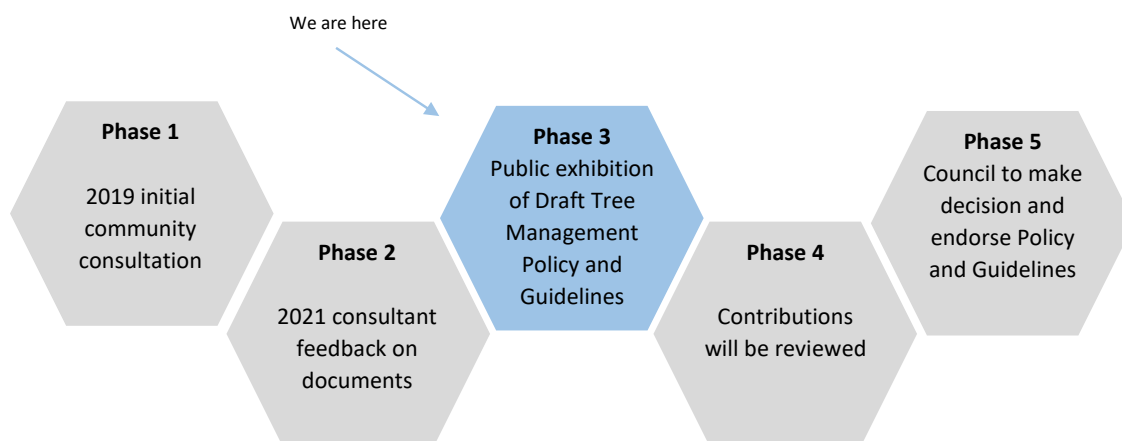 We are here
Phase 1
2019 initial
community
consultation
Phase 2
2021 consultant
feedback on
documents
Phase 3
Public exhibition
of Draft Tree
Management
Policy and
Guidelines
Phase 4
Contributions
will be reviewed
Phase 5
Council to make
decision and
endorse Policy
and Guidelines